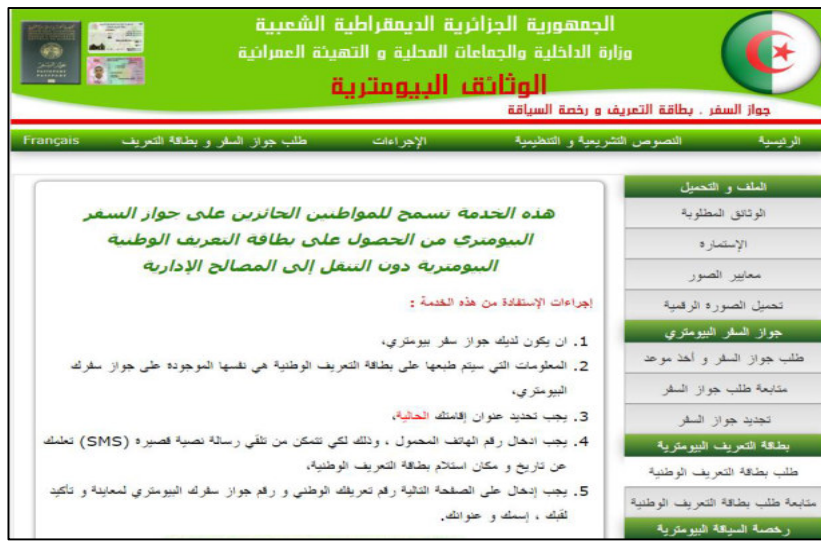 الجمهورية الجزائرية الديمقراطية الشعبية
وزارة الداخلية والجماعات المحلية و التهيئة العمرانية
الوثائق البيومترية
جواز السفر . بطاقة التعريف و رخصة السياقة
الرئيسية
النصوص التشريعية و التنظيمية
الإجراءات
طلب جواز السفر و بطاقة التعريف
Français
الملف و التحميل
الوثائق المطلوبة
الإستمارة
معايير الصور
تحميل الصورة الرقمية
جواز السفر البيومتري
طلب جواز السفر و أخذ موعد
متابعة طلب جواز السفر
تجديد جواز السفر
بطاقة التعريف البيومترية
طلب بطاقة التعريف الوطنية
متابعة طلب بطاقة التعريف الوطنية
رخصة السياقة البيومترية
هذه الخدمة تسمح للمواطنين الحائزين على جواز السفر
البيومتري من الحصول على بطاقة التعريف الوطنية
البيومترية دون التنقل إلى المصالح الإدارية
إجراءات الإستفادة من هذه الخدمة :
1. ان يكون لديك جواز سفر بيومتري،
2. المعلومات التي سيتم طبعها على بطاقة التعريف الوطنية هي نفسها الموجودة على جواز سفرك
البيومتري،
3. يجب تحديد عنوان إقامتك الحالية،
4. يجب ادخال رقم الهاتف المحمول ، وذلك لكي تتمكن من تلقّي رسالة نصية قصيرة (SMS) تعلمك
عن تاريخ و مكان استلام بطاقة التعريف الوطنية،
5. يجب إدخال على الصفحة التالية رقم تعريفك الوطني و رقم جواز سفرك البيومتري لمعاينة و تأكيد
لقبك ، إسمك و عنوانك.